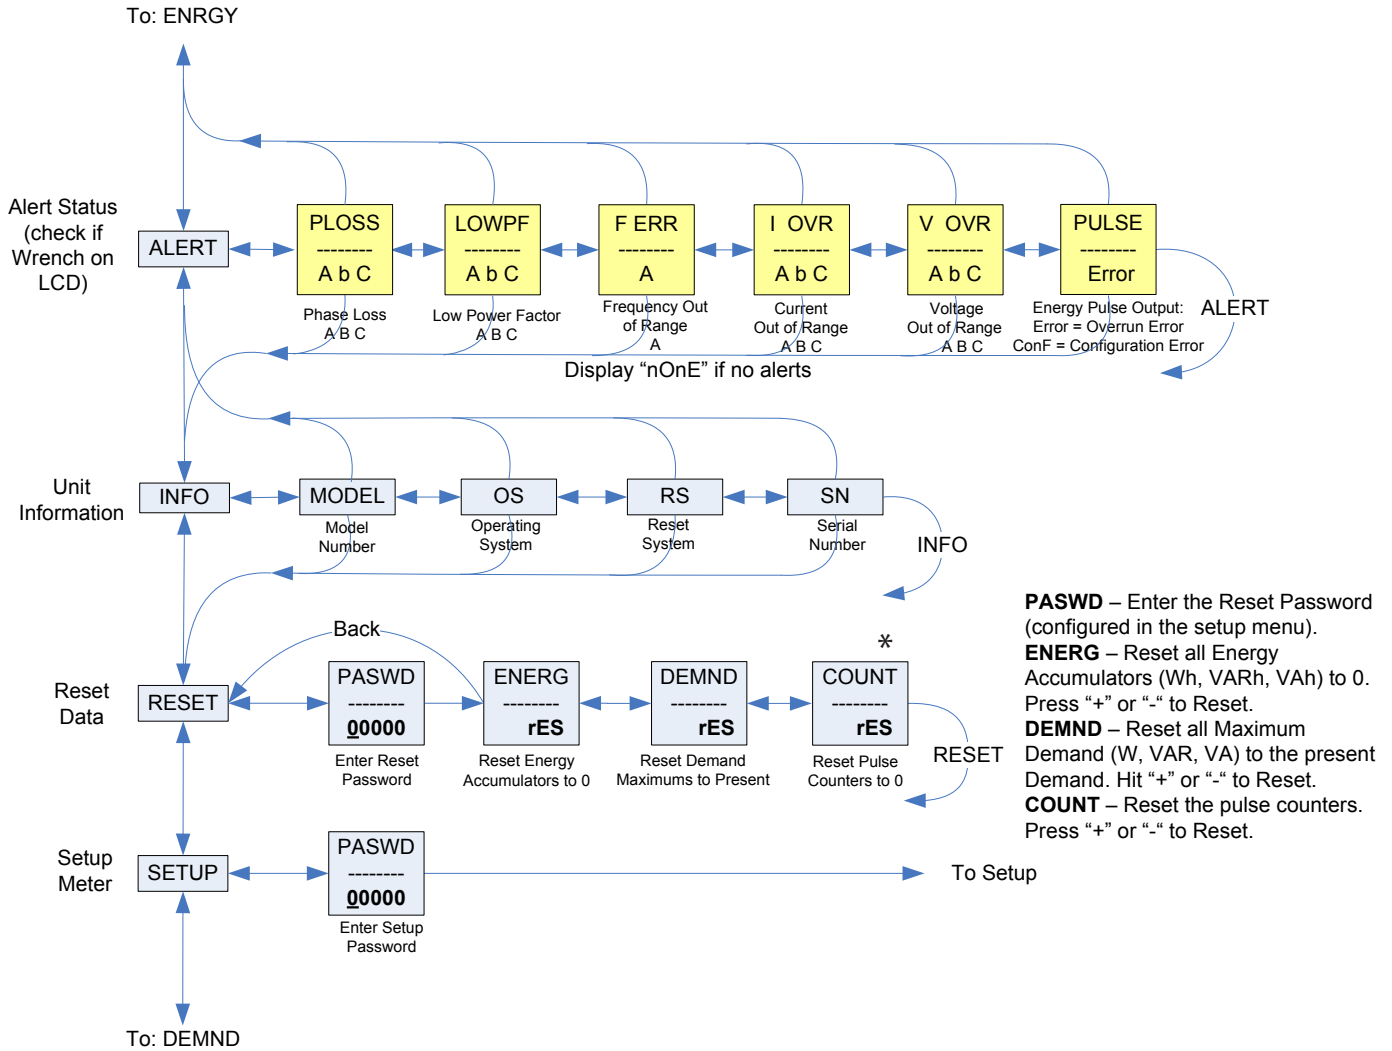 To: ENRGY
Alert Status
(check if
Wrench on
LCD)
ALERT
PLOSS
--------
A b C
Phase Loss
A B C
LOWPF
--------
A b C
Low Power Factor
A B C
F ERR
--------
A
Frequency Out
of Range
A
I OVR
--------
A b C
Current
Out of Range
A B C
V OVR
--------
A b C
Voltage
Out of Range
A B C
PULSE
--------
Error
Energy Pulse Output:
Error = Overrun Error
ConF = Configuration Error
ALERT
Display “nOnE” if no alerts
Unit
Information
INFO
MODEL
Model
Number
OS
Operating
System
RS
Reset
System
SN
Serial
Number
INFO
Reset
Data
RESET
Back
PASWD
--------
00000
Enter Reset
Password
ENERG
--------
rES
Reset Energy
Accumulators to 0
DEMND
--------
rES
Reset Demand
Maximums to Present
*
COUNT
--------
rES
Reset Pulse
Counters to 0
RESET
PASWD – Enter the Reset Password
(configured in the setup menu).
ENERG – Reset all Energy
Accumulators (Wh, VARh, VAh) to 0.
Press “+” or “-“ to Reset.
DEMND – Reset all Maximum
Demand (W, VAR, VA) to the present
Demand. Hit “+” or “-“ to Reset.
COUNT – Reset the pulse counters.
Press “+” or “-“ to Reset.
Setup
Meter
SETUP
PASWD
--------
00000
Enter Setup
Password
To Setup
To: DEMND